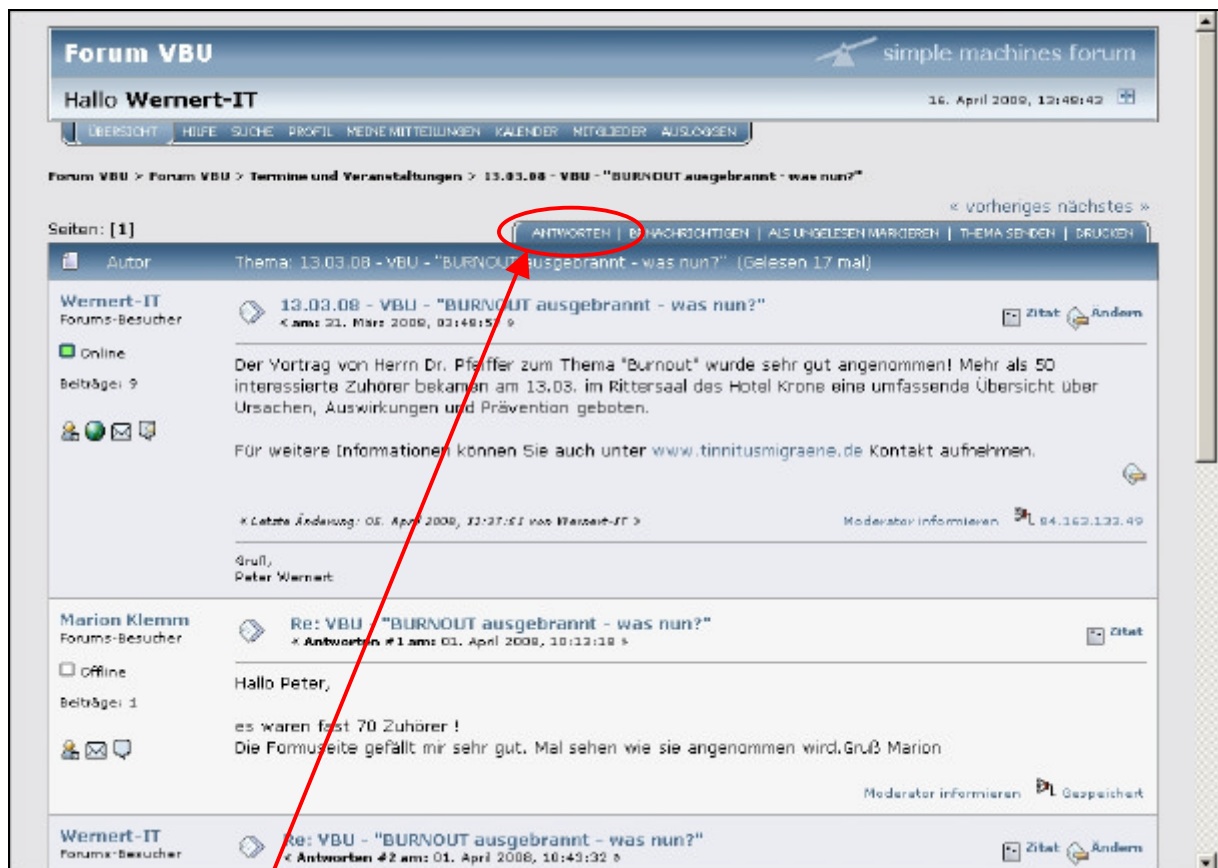 Forum VBU
simple machines forum
Hallo Wernert-IT
16. April 2008, 13:48:43
ÜBERSICHT HILFE SUCHE PROFIL MEINE MITTEILUNGEN KALENDER MITGLIEDER AUSLOGGEN
Forum VBU > Forum VBU > Termine und Veranstaltungen > 13.03.08 - VBU - "BURNOUT ausgebrannt - was nun?"
« vorheriges nächstes »
Seiten: [1]
ANTWORTEN | BENACHRICHTIGEN | ALS UNGELESEN MARKIEREN | THEMA SENDEN | DRUCKEN
Autor Thema: 13.03.08 - VBU - "BURNOUT ausgebrannt - was nun?" (Gelesen 17 mal)
Wernert-IT
Forums-Besucher
Online
Beiträge: 9
13.03.08 - VBU - "BURNOUT ausgebrannt - was nun?"
« am: 31. März 2008, 03:48:57 »
Zitat Ändern
Der Vortrag von Herrn Dr. Pfeiffer zum Thema "Burnout" wurde sehr gut angenommen! Mehr als 50
interessierte Zuhörer bekamen am 13.03. im Rittersaal des Hotel Krone eine umfassende Übersicht über
Ursachen, Auswirkungen und Prävention geboten.
Für weitere Informationen können Sie auch unter www.tinnitusmigraene.de Kontakt aufnehmen.
« Letzte Änderung: 05. April 2008, von Wernert-IT »
Moderator informieren 84.163.133.49
Gruß,
Peter Wernert
Marion Klemm
Forums-Besucher
Offline
Beiträge: 1
Re: VBU - "BURNOUT ausgebrannt - was nun?"
« Antworten #1 am: 01. April 2008, 10:13:18 »
Zitat
Hallo Peter,
es waren fast 70 Zuhörer !
Die Formuseite gefällt mir sehr gut. Mal sehen wie sie angenommen wird.Gruß Marion
Moderator informieren Gespeichert
Wernert-IT
Forums-Besucher
Re: VBU - "BURNOUT ausgebrannt - was nun?"
« Antworten #2 am: 01. April 2008, 10:43:32 »
Zitat Ändern